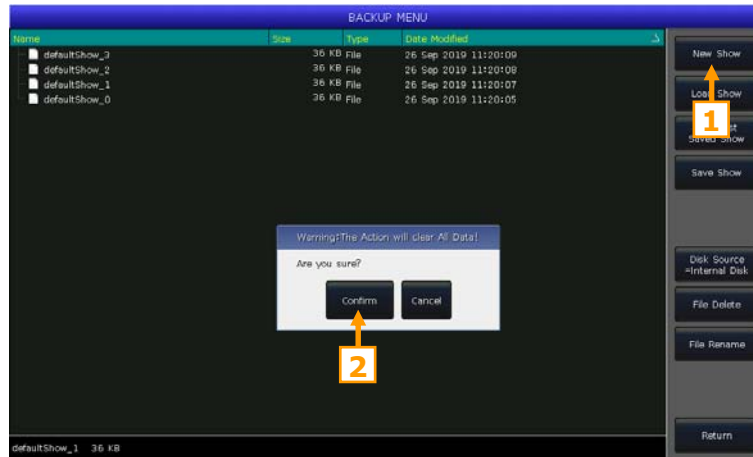 BACKUP MENU
Name Size Type Date Modified
defaultShow_3 36 KB File 26 Sep 2019 11:20:09
defaultShow_2 36 KB File 26 Sep 2019 11:20:08
defaultShow_1 36 KB File 26 Sep 2019 11:20:07
defaultShow_0 36 KB File 26 Sep 2019 11:20:05
New Show
Load Show
1
Saved Show
Save Show
Warning:The Action will clear All Data!
Are you sure?
Confirm Cancel
2
Disk Source
=Internal Disk
File Delete
File Rename
Return
defaultShow_1 36 KB